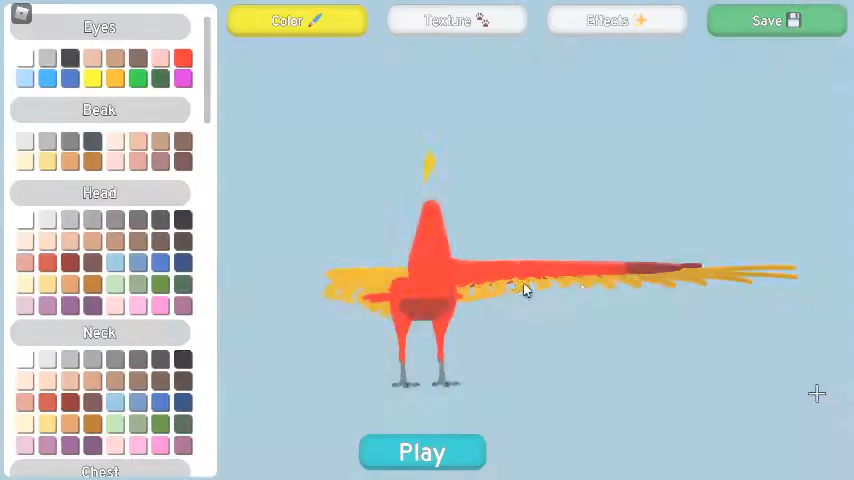 Eyes
Color 🖌️
Texture 🐾
Effects ✨
Save 💾
Beak
Head
Neck
Chest
Play